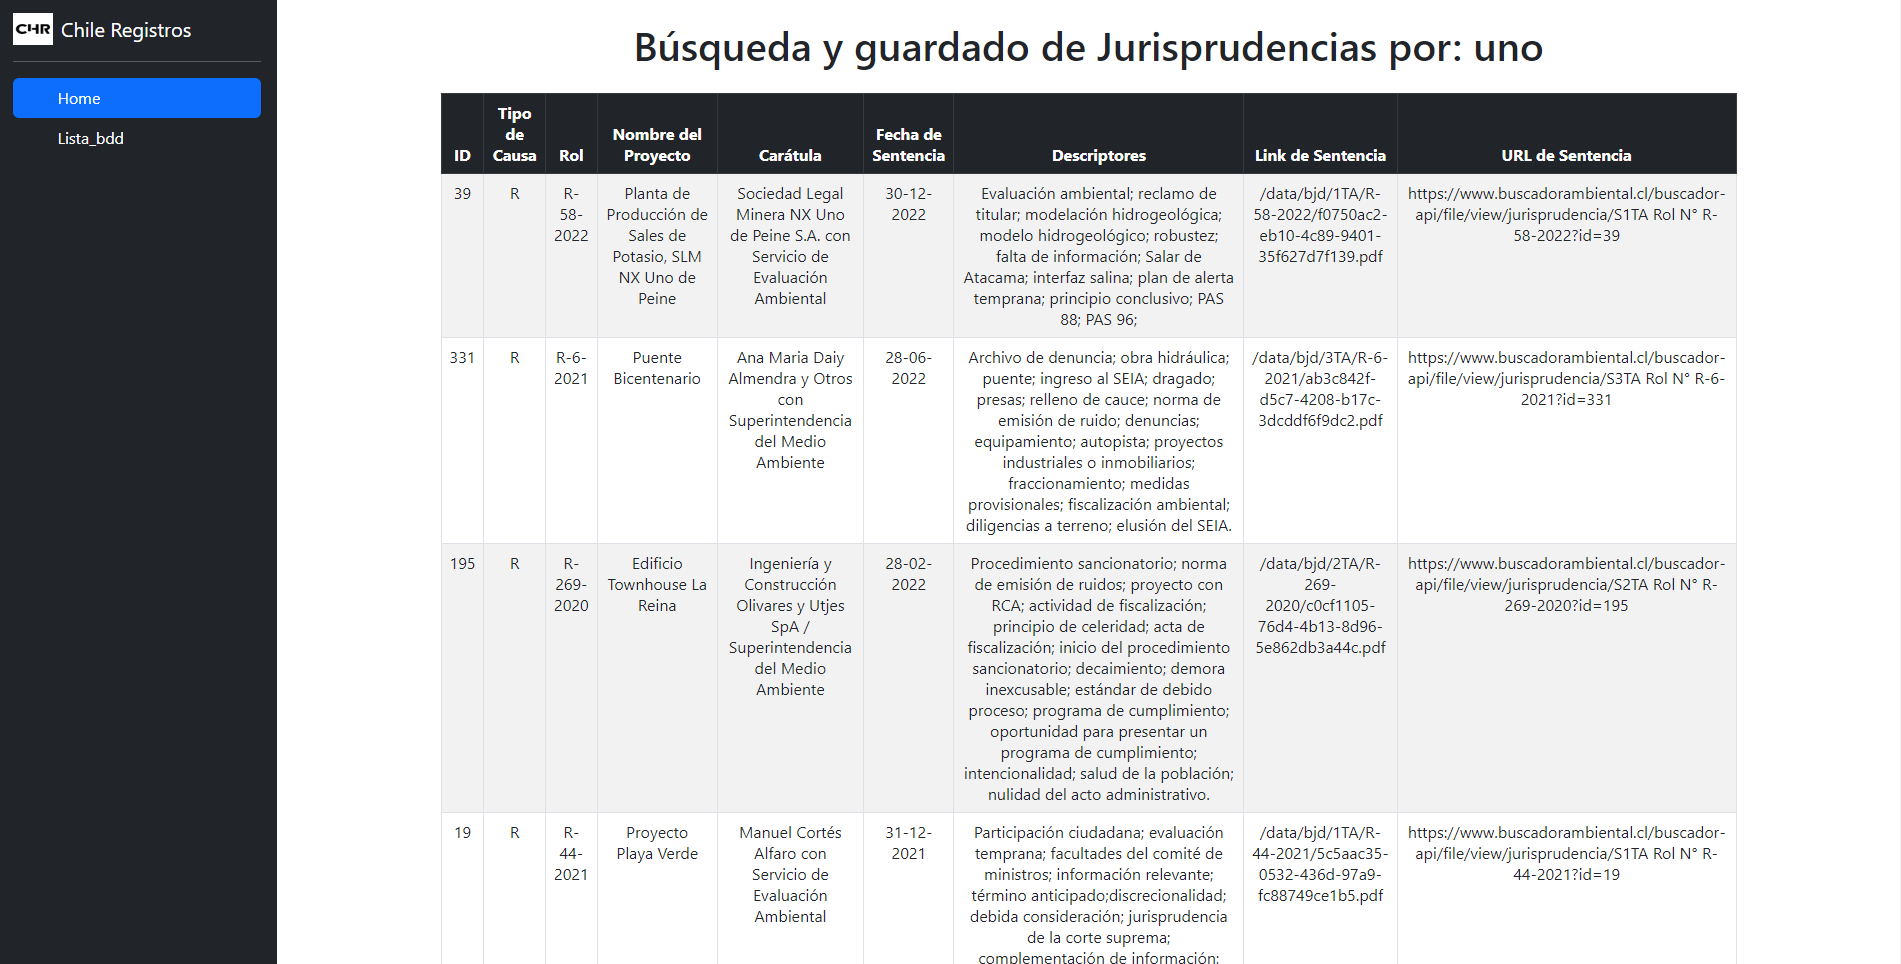 CHR Chile Registros
Home
Lista_bdd
Búsqueda y guardado de Jurisprudencias por: uno
ID
Tipo
de
Causa
Rol
Nombre del
Proyecto
Carátula
Fecha de
Sentencia
Descriptores
Link de Sentencia
URL de Sentencia
39
R
R-
58-
2022
Planta de
Producción de
Sales de
Potasio, SLM
NX Uno de
Peine
Sociedad Legal
Minera NX Uno
de Peine S.A. con
Servicio de
Evaluación
Ambiental
30-12-
2022
Evaluación ambiental; reclamo de
titular; modelación hidrogeológica;
modelo hidrogeológico; robustez;
falta de información; Salar de
Atacama; interfaz salina; plan de alerta
temprana; principio conclusivo; PAS
88; PAS 96;
/data/bjd/1TA/R-
58-2022/f0750ac2-
eb10-4c89-9401-
35f627d7f139.pdf
https://www.buscadorambiental.cl/buscador-
api/file/view/jurisprudencia/S1TA Rol N° R-
58-2022?id=39
331
R
R-6-
2021
Puente
Bicentenario
Ana Maria Daiy
Almendra y Otros
con
Superintendencia
del Medio
Ambiente
28-06-
2022
Archivo de denuncia; obra hidráulica;
puente; ingreso al SEIA; dragado;
presas; relleno de cauce; norma de
emisión de ruido; denuncias;
equipamiento; autopista; proyectos
industriales o inmobiliarios;
fraccionamiento; medidas
provisionales; fiscalización ambiental;
diligencias a terreno; elusión del SEIA.
/data/bjd/3TA/R-6-
2021/ab3c842f-
d5c7-4208-b17c-
3dcddf6f9dc2.pdf
https://www.buscadorambiental.cl/buscador-
api/file/view/jurisprudencia/S3TA Rol N° R-6-
2021?id=331
195
R
R-
269-
2020
Edificio
Townhouse La
Reina
Ingeniería y
Construcción
Olivares y Utjes
SpA /
Superintendencia
del Medio
Ambiente
28-02-
2022
Procedimiento sancionatorio; norma
de emisión de ruidos; proyecto con
RCA; actividad de fiscalización;
principio de celeridad; acta de
fiscalización; inicio del procedimiento
sancionatorio; decaimiento; demora
inexcusable; estándar de debido
proceso; programa de cumplimiento;
oportunidad para presentar un
programa de cumplimiento;
intencionalidad; salud de la población;
nulidad del acto administrativo.
/data/bjd/2TA/R-
269-
2020/c0cf1105-
76d4-4b13-8d96-
5e862db3a44c.pdf
https://www.buscadorambiental.cl/buscador-
api/file/view/jurisprudencia/S2TA Rol N° R-
269-2020?id=195
19
R
R-
44-
2021
Proyecto
Playa Verde
Manuel Cortés
Alfaro con
Servicio de
Evaluación
Ambiental
31-12-
2021
Participación ciudadana; evaluación
temprana; facultades del comité de
ministros; información relevante;
término anticipado;discrecionalidad;
debida consideración; jurisprudencia
de la corte suprema;
complementación de información;
/data/bjd/1TA/R-
44-2021/5c5aac35-
0532-436d-97a9-
fc88749ce1b5.pdf
https://www.buscadorambiental.cl/buscador-
api/file/view/jurisprudencia/S1TA Rol N° R-
44-2021?id=19